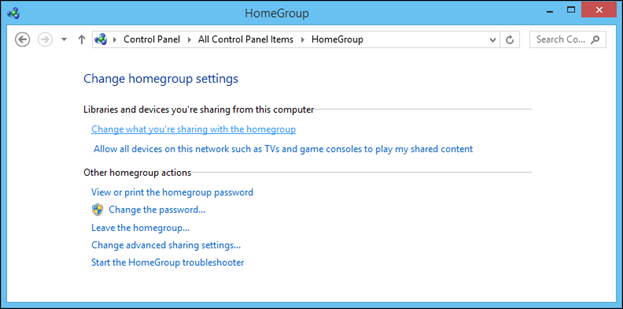 HomeGroup
Control Panel All Control Panel Items HomeGroup Search Co...
Change homegroup settings
Libraries and devices you're sharing from this computer
Change what you're sharing with the homegroup
Allow all devices on this network such as TVs and game consoles to play my shared content
Other homegroup actions
View or print the homegroup password
Change the password...
Leave the homegroup...
Change advanced sharing settings...
Start the HomeGroup troubleshooter